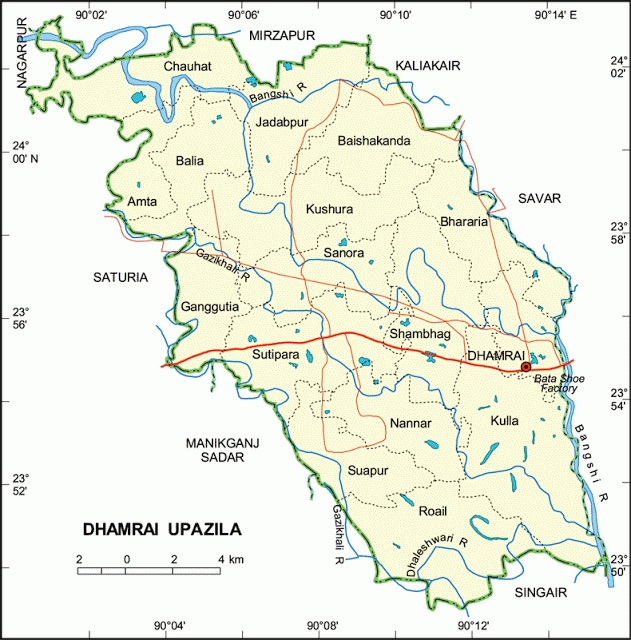 90°02' 90°06' 90°10' 90°14' E
NAGARPUR
MIRZAPUR
KALIAKAIR
24°
02'
Chauhat
Bangshi R
Jadabpur
Baishakanda
24°
00' N
Balia
Amta
SAVAR
Kushura
Bhararia
23°
58'
Sanora
Gazikhali R
SATURIA
Ganggutia
23°
56'
Shambhag
Sutipara
DHAMRAI
Bata Shoe
Factory
23°
54'
Nannar
Kulla
Bangshi R
MANIKGANJ
SADAR
Suapur
23°
52'
Roail
Gazikhali R
DHAMRAI UPAZILA
Dhaleshwari R
2 0 2 4 km
23°
50'
SINGAIR
90°04' 90°08' 90°12'